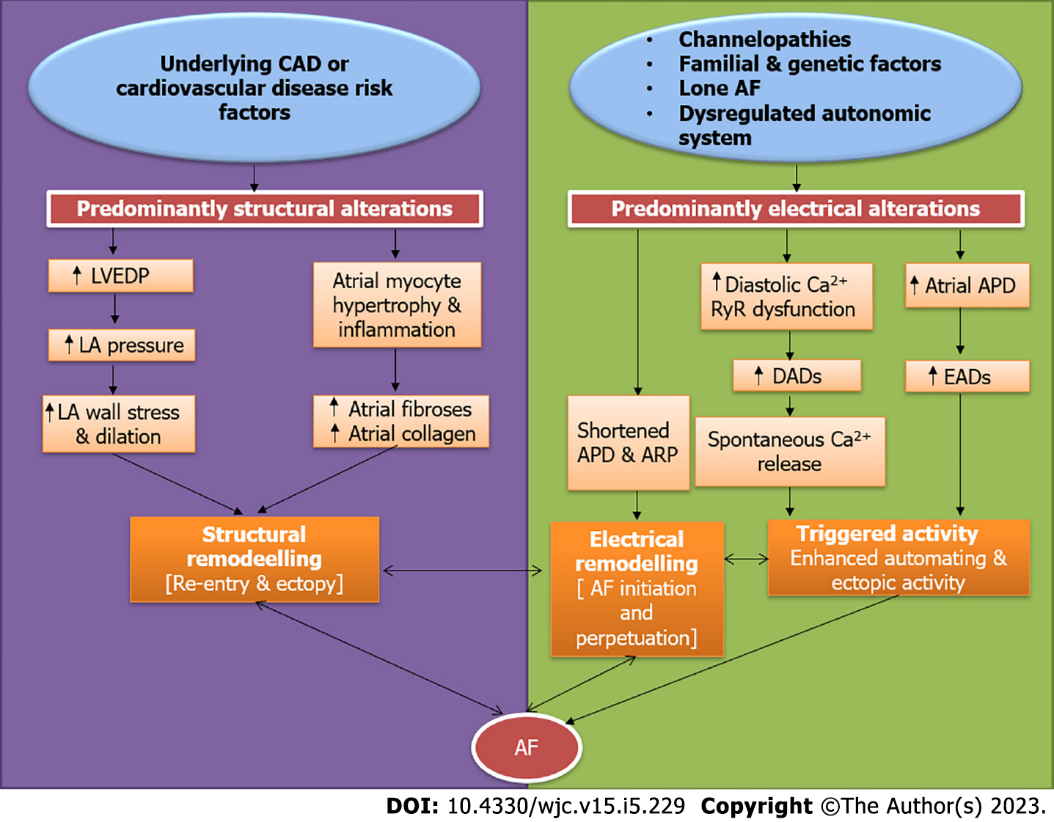 Underlying CAD or
cardiovascular disease risk
factors
Predominantly structural alterations
↑ LVEDP
↑ LA pressure
↑ LA wall stress
& dilation
Atrial myocyte
hypertrophy &
inflammation
↑ Atrial fibroses
↑ Atrial collagen
Structural
remodeelling
[Re-entry & ectopy]
• Channelopathies
• Familial & genetic factors
• Lone AF
• Dysregulated autonomic
system
Predominantly electrical alterations
Shortened
APD & ARP
↑ Diastolic Ca²⁺
RyR dysfunction
↑ DADs
Spontaneous Ca²⁺
release
↑ Atrial APD
↑ EADs
Electrical
remodelling
[ AF initiation
and
perpetuation]
Triggered activity
Enhanced automating &
ectopic activity
AF
DOI: 10.4330/wjc.v15.i5.229 Copyright ©The Author(s) 2023.